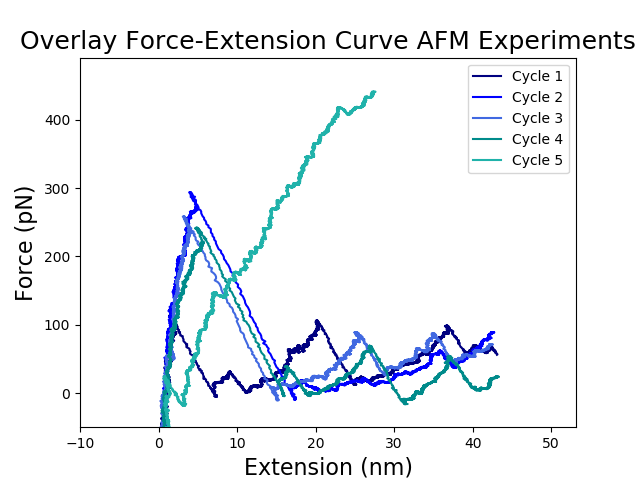 Overlay Force-Extension Curve AFM Experiments
Cycle 1
Cycle 2
Cycle 3
Cycle 4
Cycle 5
Force (pN)
400
300
200
100
0
−10
0
10
20
30
40
50
Extension (nm)